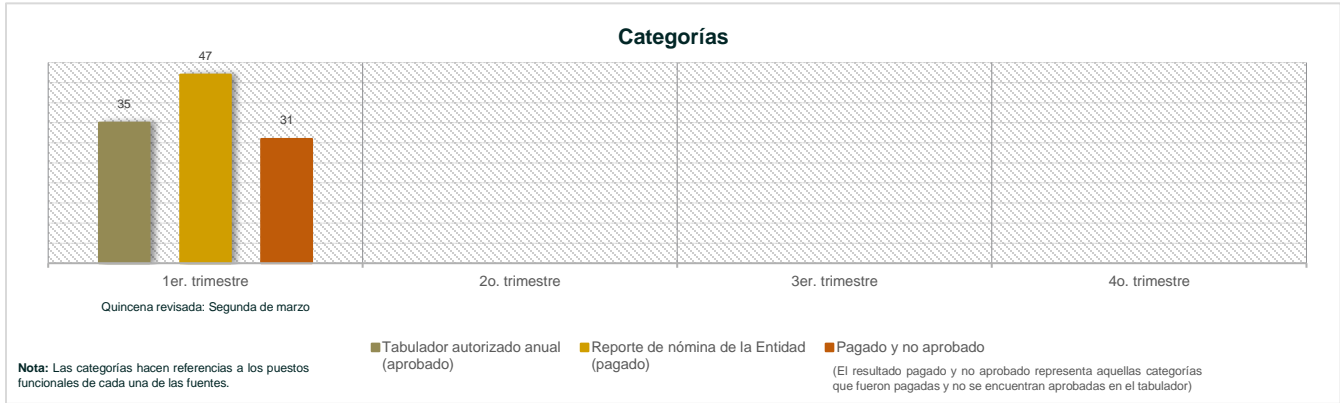 Categorías
47
35
31
1er. trimestre
2o. trimestre
3er. trimestre
4o. trimestre
Quincena revisada: Segunda de marzo
Tabulador autorizado anual
(aprobado)
Reporte de nómina de la Entidad
(pagado)
Pagado y no aprobado
(El resultado pagado y no aprobado representa aquellas categorías
que fueron pagadas y no se encuentran aprobadas en el tabulador)
Nota: Las categorías hacen referencias a los puestos
funcionales de cada una de las fuentes.